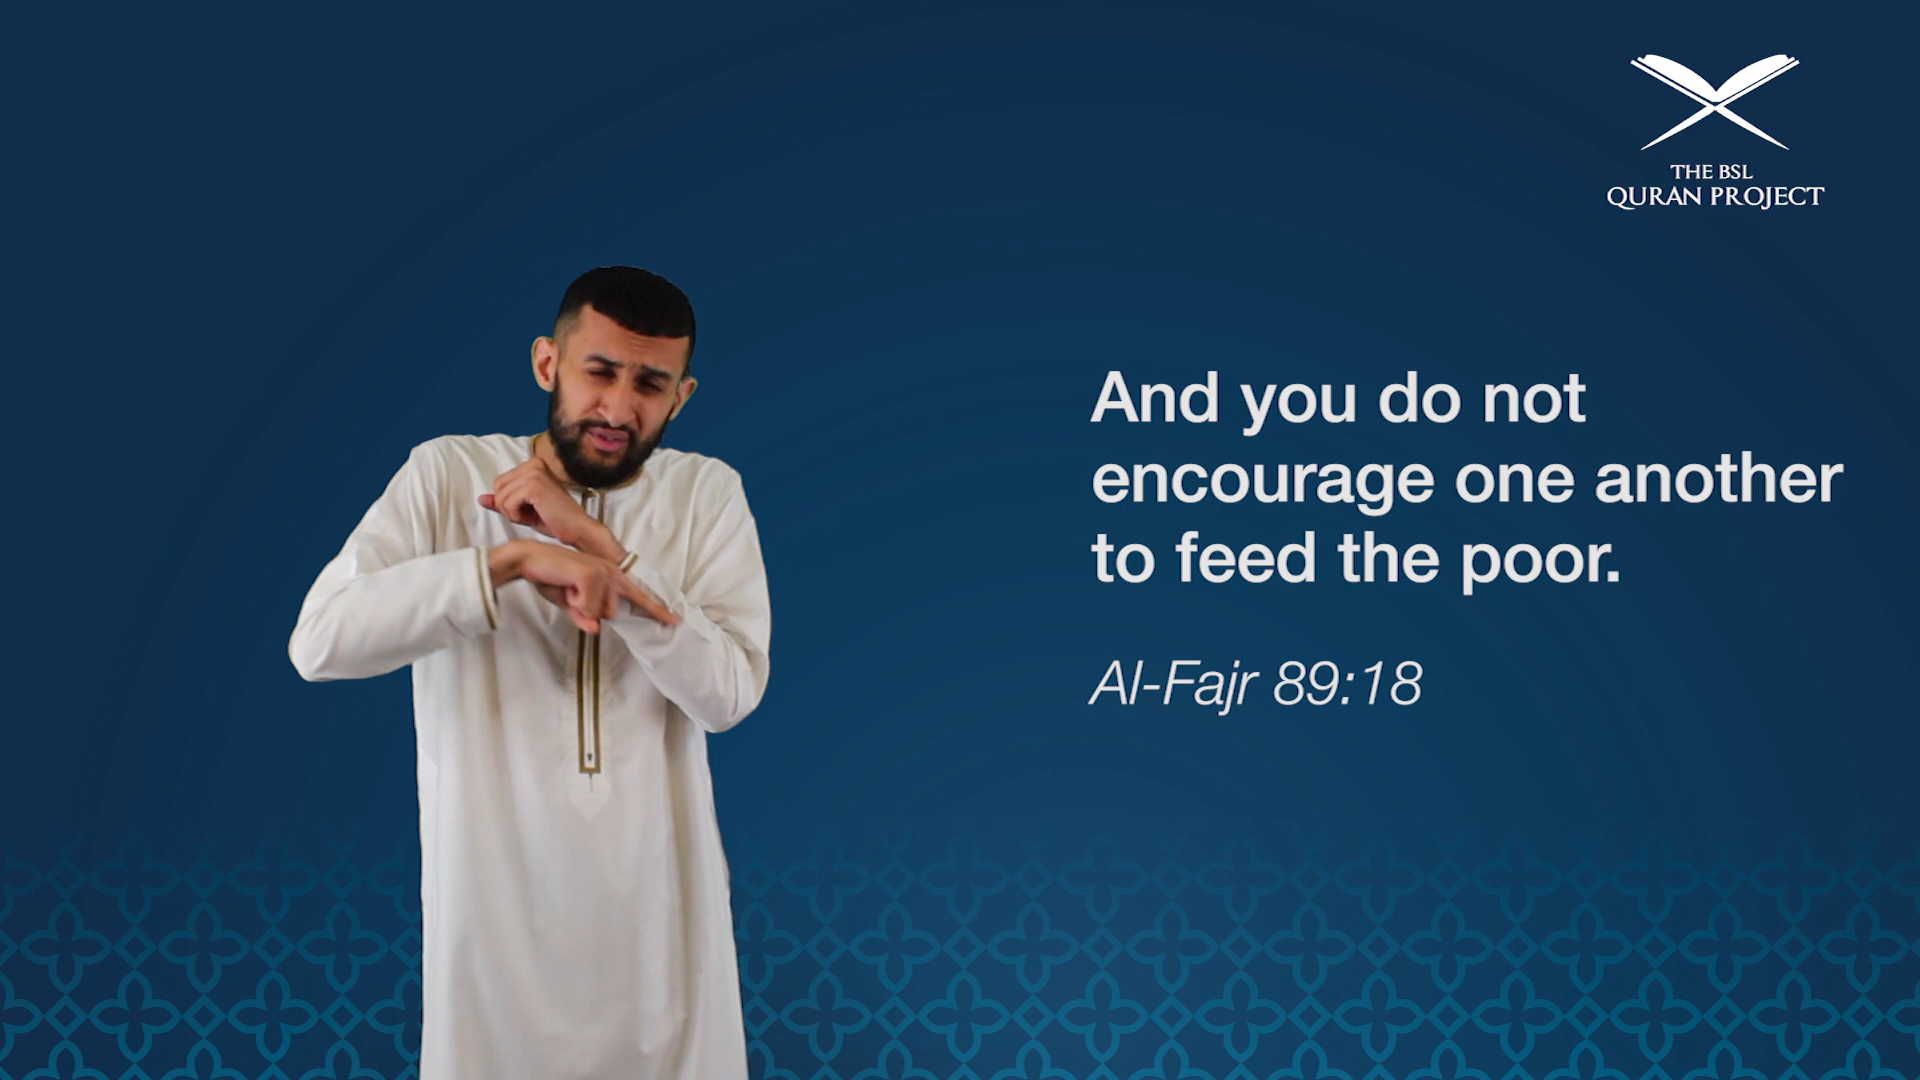 THE BSL
QURAN PROJECT
And you do not
encourage one another
to feed the poor.
Al-Fajr 89:18